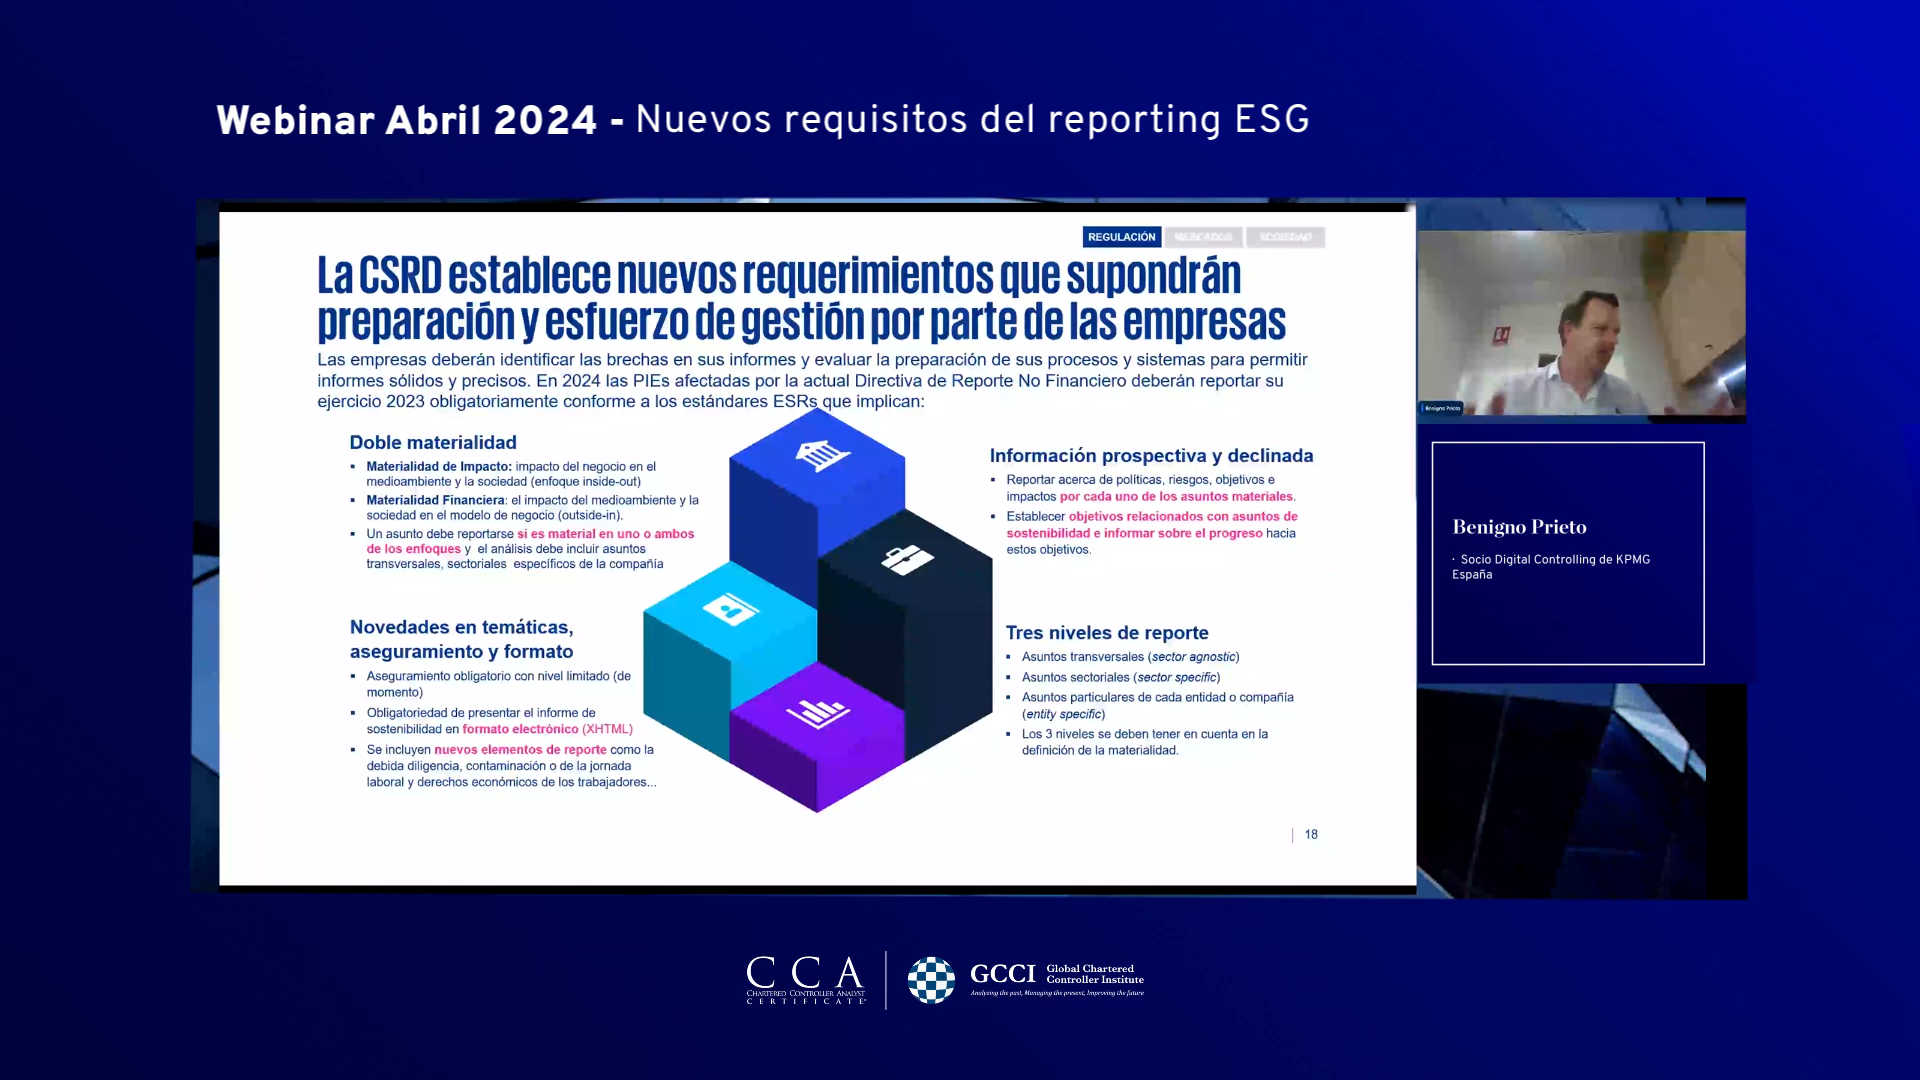 Webinar Abril 2024 - Nuevos requisitos del reporting ESG
REGULACIÓN MERCADOS SOCIEDAD
La CSRD establece nuevos requerimientos que supondrán
preparación y esfuerzo de gestión por parte de las empresas
Las empresas deberán identificar las brechas en sus informes y evaluar la preparación de sus procesos y sistemas para permitir
informes sólidos y precisos. En 2024 las PIEs afectadas por la actual Directiva de Reporte No Financiero deberán reportar su
ejercicio 2023 obligatoriamente conforme a los estándares ESRs que implican:
Doble materialidad
▪ Materialidad de Impacto: impacto del negocio en el
medioambiente y la sociedad (enfoque inside-out)
▪ Materialidad Financiera: el impacto del medioambiente y la
sociedad en el modelo de negocio (outside-in).
▪ Un asunto debe reportarse si es material en uno o ambos
de los enfoques y el análisis debe incluir asuntos
transversales, sectoriales específicos de la compañía
Información prospectiva y declinada
▪ Reportar acerca de políticas, riesgos, objetivos e
impactos por cada uno de los asuntos materiales.
▪ Establecer objetivos relacionados con asuntos de
sostenibilidad e informar sobre el progreso hacia
estos objetivos.
Novedades en temáticas,
aseguramiento y formato
▪ Aseguramiento obligatorio con nivel limitado (de
momento)
▪ Obligatoriedad de presentar el informe de
sostenibilidad en formato electrónico (XHTML)
▪ Se incluyen nuevos elementos de reporte como la
debida diligencia, contaminación o de la jornada
laboral y derechos económicos de los trabajadores...
Tres niveles de reporte
▪ Asuntos transversales (sector agnostic)
▪ Asuntos sectoriales (sector specific)
▪ Asuntos particulares de cada entidad o compañía
(entity specific)
▪ Los 3 niveles se deben tener en cuenta en la
definición de la materialidad.
18
Benigno Prieto
Benigno Prieto
· Socio Digital Controlling de KPMG
España
CCA
CHARTERED CONTROLLER ANALYST
CERTIFICATE®
GCCI Global Chartered
Controller Institute
Analysing the past, Managing the present, Improving the future